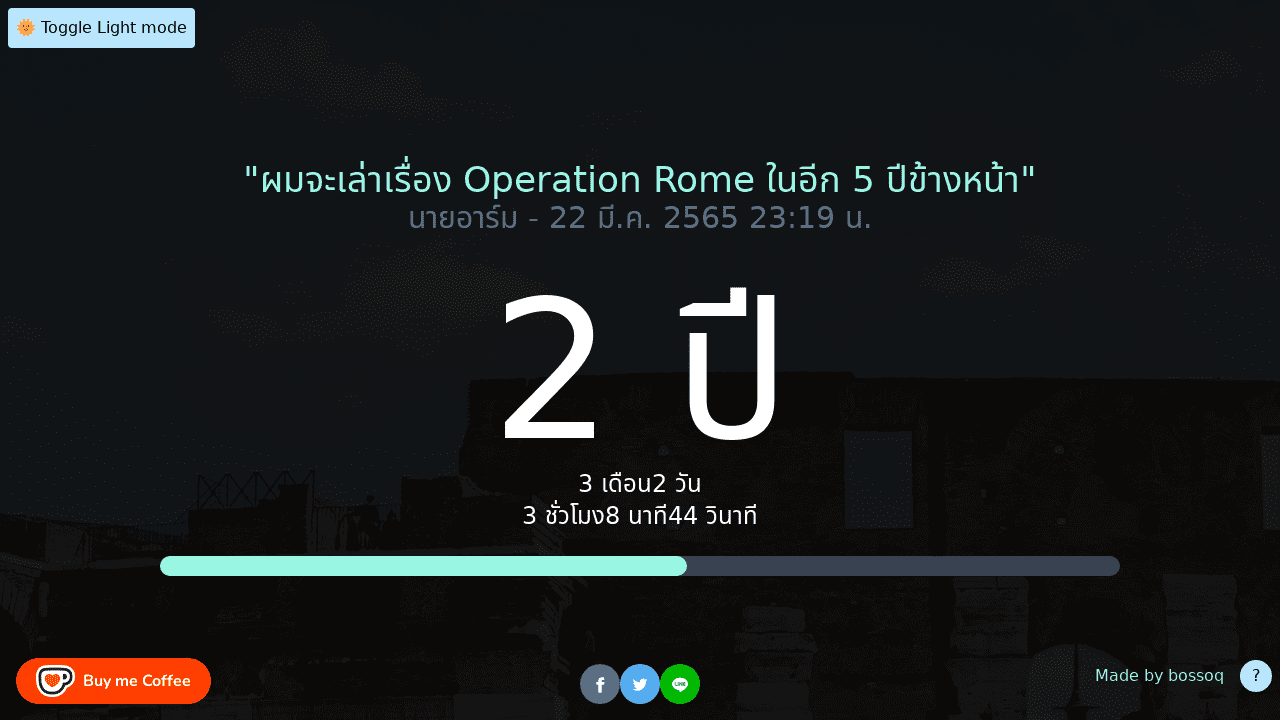 🌞 Toggle Light mode
"ผมจะเล่าเรื่อง Operation Rome ในอีก 5 ปีข้างหน้า"
นายอาร์ม - 22 มี.ค. 2565 23:19 น.
2 ปี
3 เดือน2 วัน
3 ชั่วโมง8 นาที44 วินาที
Buy me Coffee
LINE
Made by bossoq
?